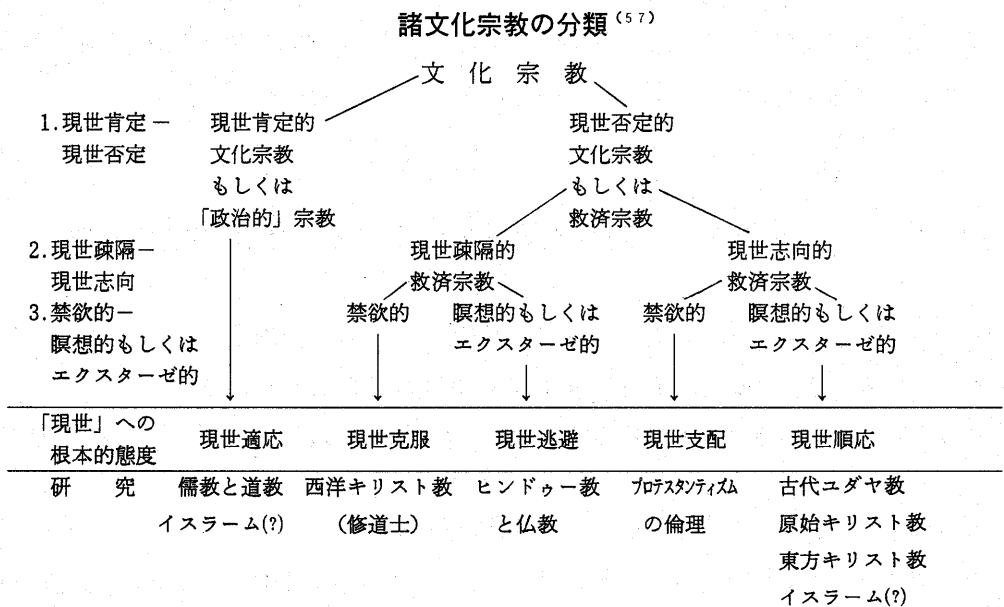 諸文化宗教の分類(57)
文化宗教
1.現世肯定－ 現世肯定的 現世否定的
現世否定 文化宗教 文化宗教
もしくは もしくは
「政治的」宗教 救済宗教
2.現世疎隔－ 現世疎隔的 現世志向的
現世志向 救済宗教 救済宗教
3.禁欲的－ 禁欲的 瞑想的もしくは 禁欲的 瞑想的もしくは
瞑想的もしくは エクスターゼ的 エクスターゼ的
エクスターゼ的
「現世」への
根本的態度 現世適応 現世克服 現世逃避 現世支配 現世順応
研究 儒教と道教 西洋キリスト教 ヒンドゥー教 プロテスタンティズム 古代ユダヤ教
イスラーム(?) (修道士) と仏教 の倫理 原始キリスト教
東方キリスト教
イスラーム(?)